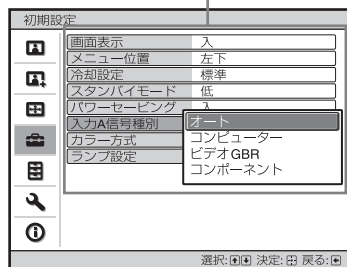 初期設定
画面表示 入
メニュー位置 左下
冷却設定 標準
スタンバイモード 低
パワーセービング 入
入力A信号種別 オート
カラー方式 コンピューター
ランプ設定 ビデオGBR
コンポーネント
選択: 決定: 戻る: